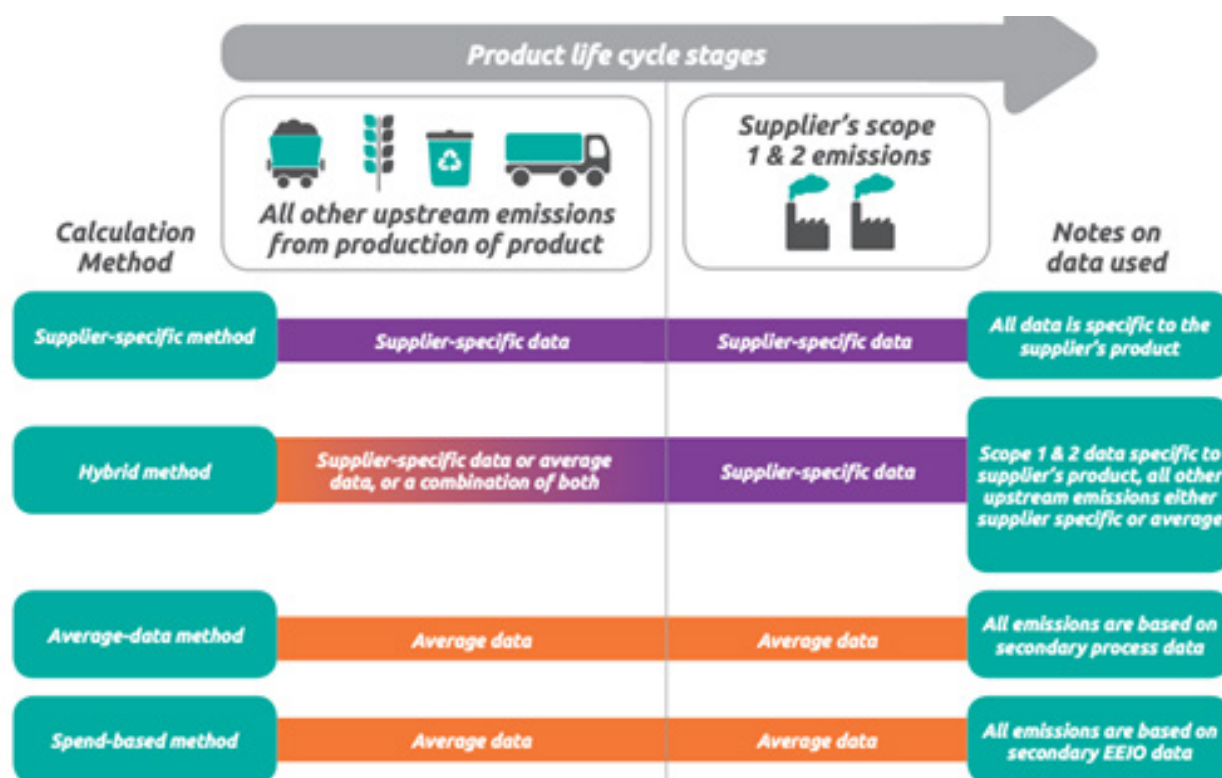 Product life cycle stages
All other upstream emissions
from production of product
Supplier's scope
1 & 2 emissions
Calculation
Method
Notes on
data used
Supplier-specific method
Supplier-specific data
Supplier-specific data
All data is specific to the
supplier's product
Hybrid method
Supplier-specific data or average
data, or a combination of both
Supplier-specific data
Scope 1 & 2 data specific to
supplier's product, all other
upstream emissions either
supplier specific or average
Average-data method
Average data
Average data
All emissions are based on
secondary process data
Spend-based method
Average data
Average data
All emissions are based on
secondary EEIO data